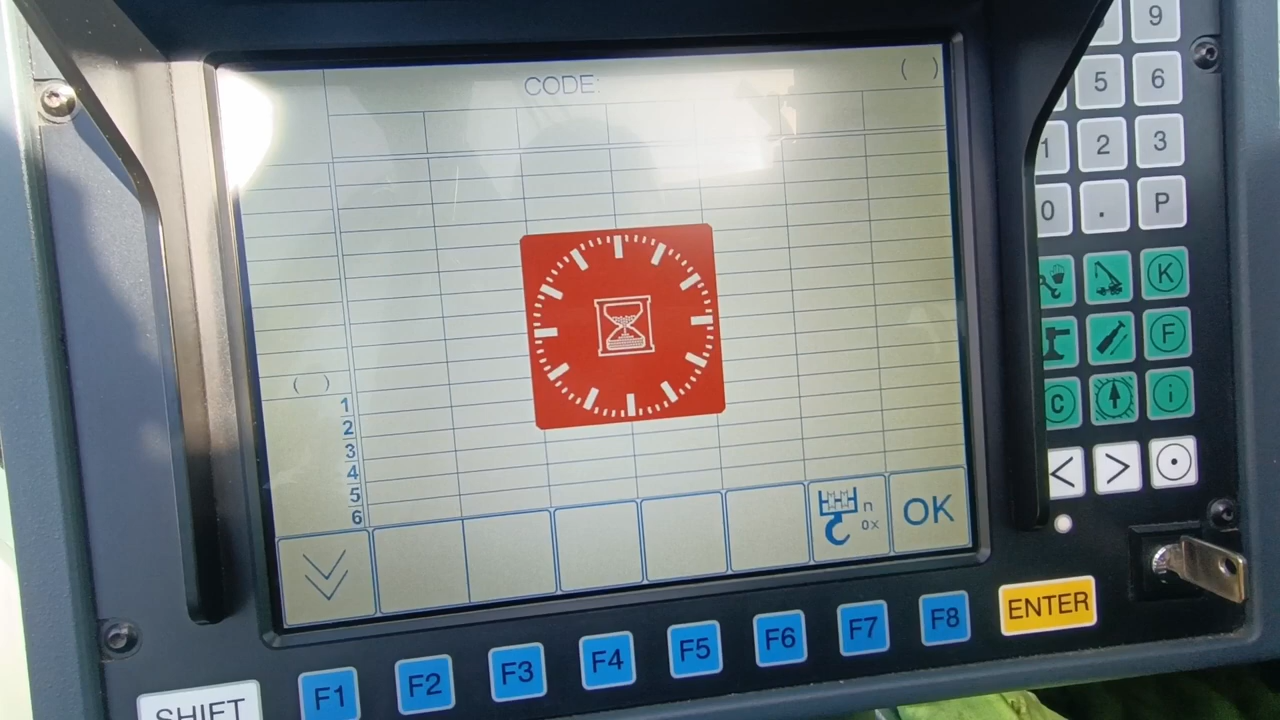 CODE:
( )
( )
1
2
3
4
5
6
n
0x
OK
9
5 6
1 2 3
0 . P
K
F
C i
< >
F1 F2 F3 F4 F5 F6 F7 F8 ENTER
SHIFT